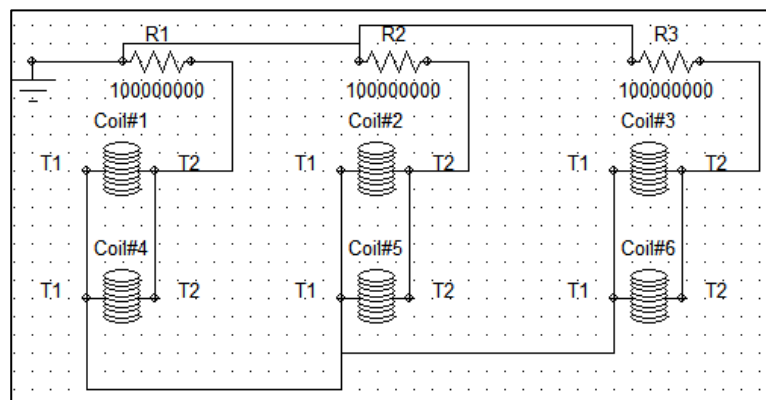 R1 R2 R3
100000000 100000000 100000000
Coil#1 Coil#2 Coil#3
T1 T2 T1 T2 T1 T2
Coil#4 Coil#5 Coil#6
T1 T2 T1 T2 T1 T2